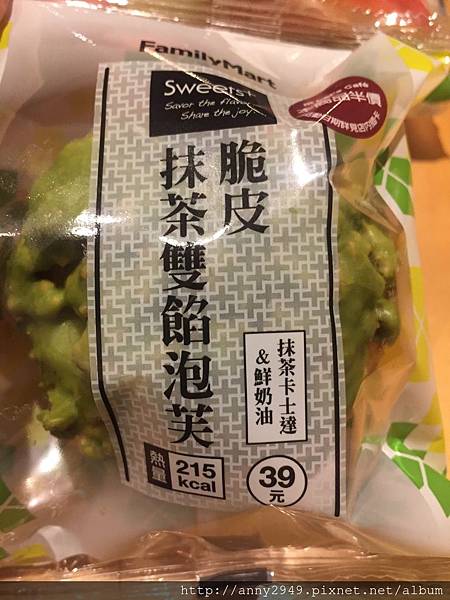 FamilyMart
Sweets+
Savor the flavor
Share the joy
脆皮
抹茶雙餡泡芙
抹茶卡士達
&鮮奶油
熱量
215
kcal
39
元
http://anny2949.pixnet.net/album